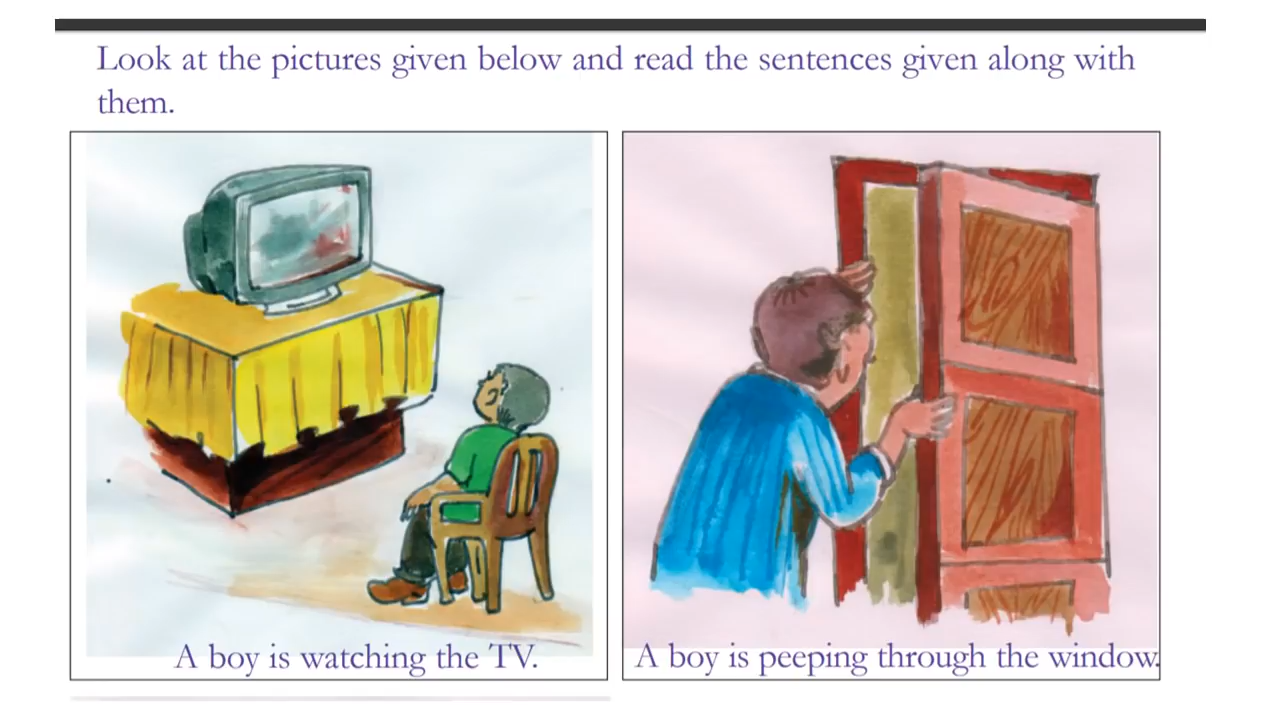 Look at the pictures given below and read the sentences given along with
them.
A boy is watching the TV.
A boy is peeping through the window.